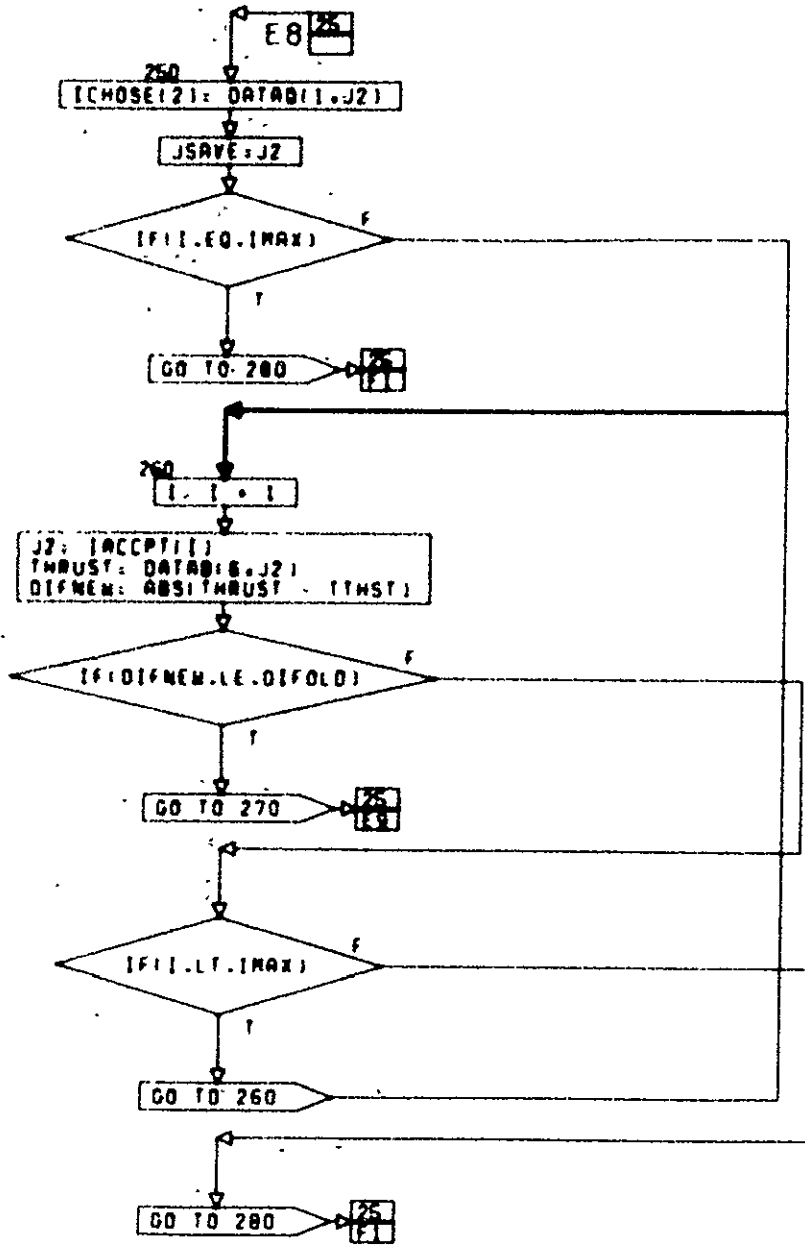 E8 25
250
ICHOSE(2): DATAB(1,J2)
JSAVE:J2
IF(I.EQ.IMAX)
F
T
GO TO 280
25
F1
260
I: I + 1
J2: IACCPT(I)
THRUST: DATAB(6,J2)
DIFNEW: ABS(THRUST - TTHST)
IF(DIFNEW.LE.DIFOLD)
F
T
GO TO 270
25
E9
IF(I.LT.IMAX)
F
T
GO TO 260
GO TO 280
25
F1